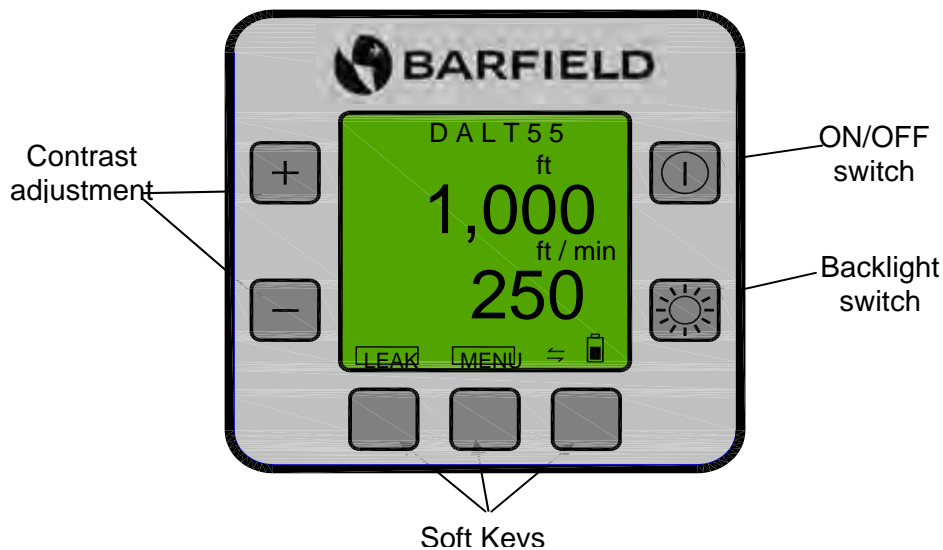 BARFIELD
DALT55
ft
1,000
ft / min
250
LEAK MENU
Contrast
adjustment
+
−
ON/OFF
switch
Backlight
switch
Soft Keys